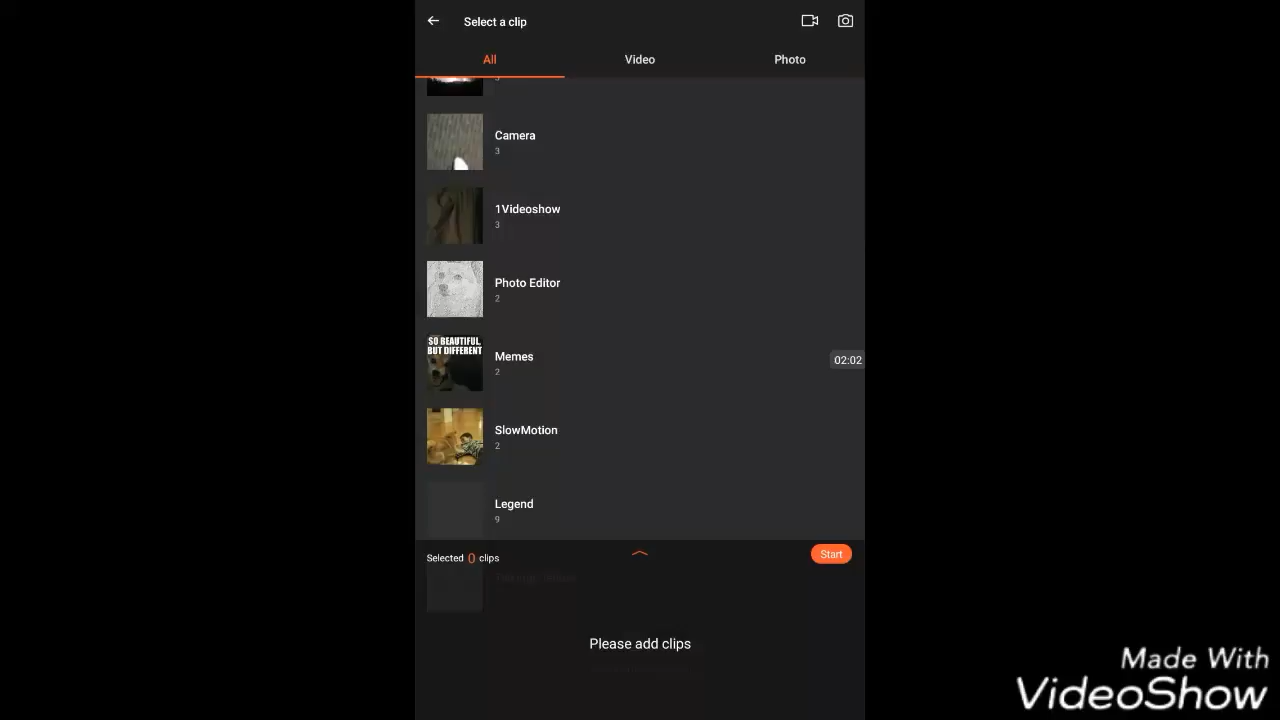 Select a clip
All
Video
Photo
Camera
3
1Videoshow
3
Photo Editor
2
SO BEAUTIFUL,
BUT DIFFERENT
Memes
2
02:02
SlowMotion
2
Legend
9
Selected 0 clips
Start
Please add clips
Made With
VideoShow